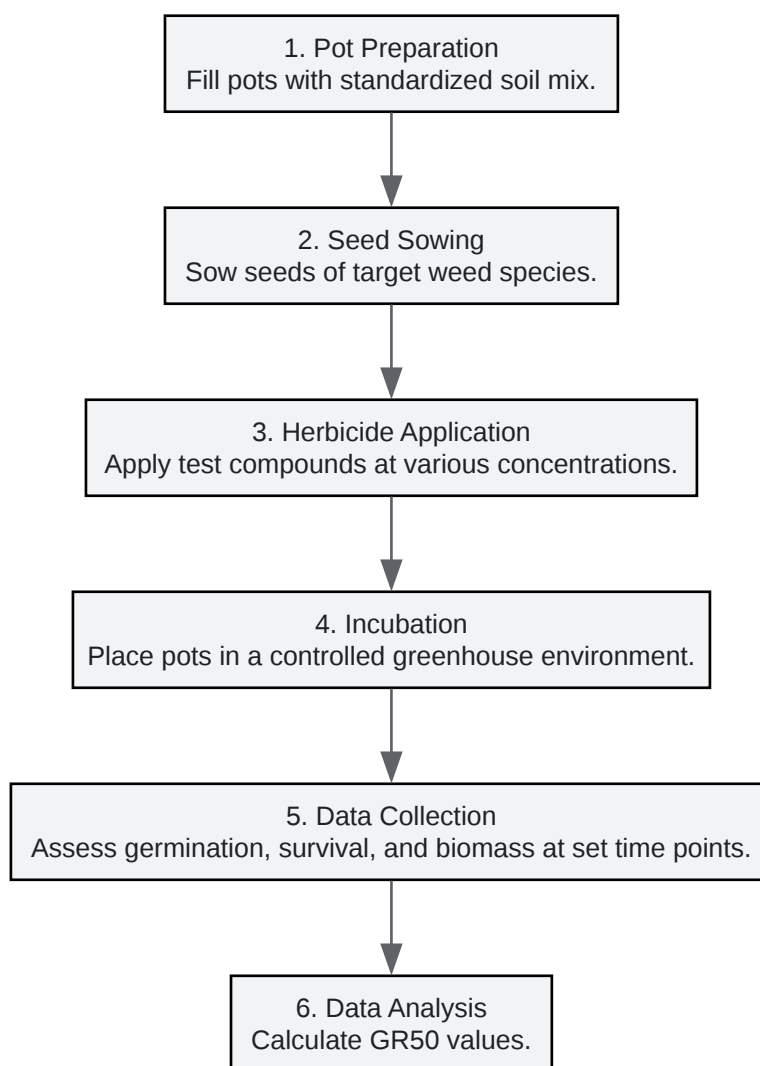 1. Pot Preparation
Fill pots with standardized soil mix.
2. Seed Sowing
Sow seeds of target weed species.
3. Herbicide Application
Apply test compounds at various concentrations.
4. Incubation
Place pots in a controlled greenhouse environment.
5. Data Collection
Assess germination, survival, and biomass at set time points.
6. Data Analysis
Calculate GR50 values.